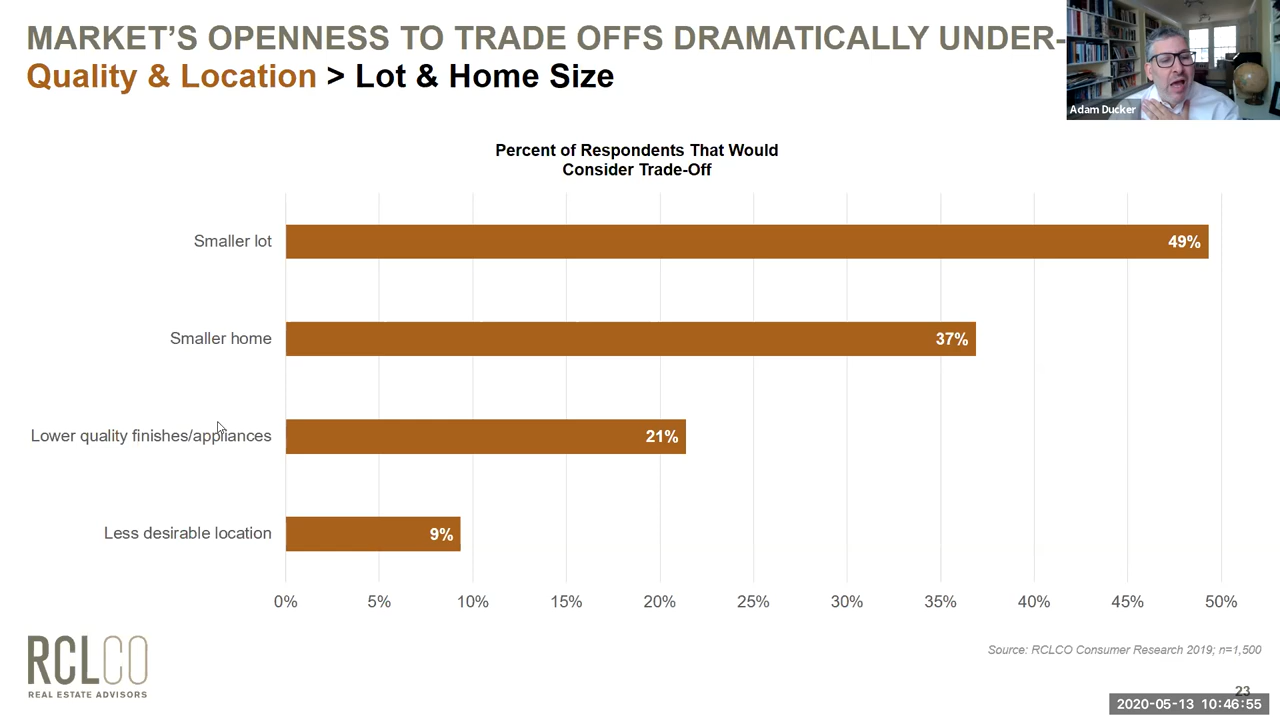 MARKET'S OPENNESS TO TRADE OFFS DRAMATICALLY UNDER-
Quality & Location > Lot & Home Size
Adam Ducker
Percent of Respondents That Would
Consider Trade-Off
Smaller lot
49%
Smaller home
37%
Lower quality finishes/appliances
21%
Less desirable location
9%
0% 5% 10% 15% 20% 25% 30% 35% 40% 45% 50%
RCLCO
REAL ESTATE ADVISORS
Source: RCLCO Consumer Research 2019; n=1,500
23
2020-05-13 10:46:55